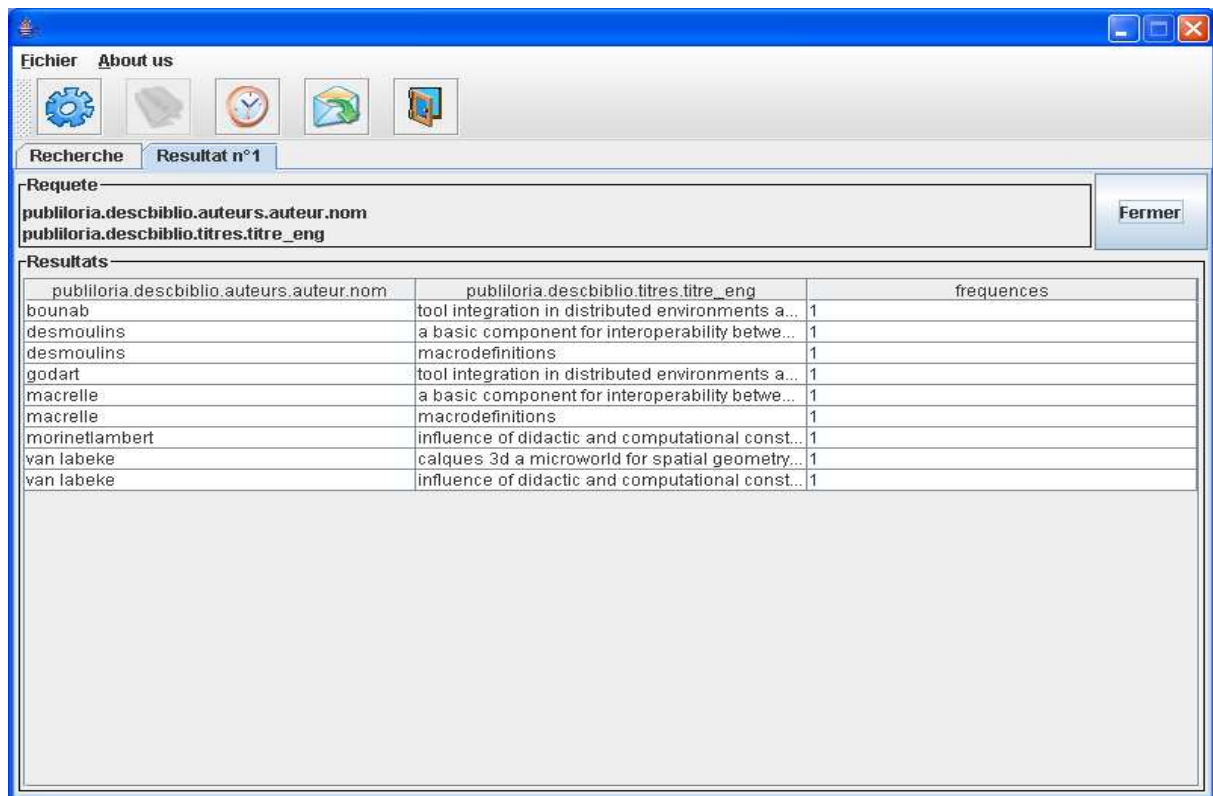 Fichier About us
Recherche Resultat n°1
Requete
publiloria.descbiblio.auteurs.auteur.nom
publiloria.descbiblio.titres.titre_eng
Fermer
Resultats
publiloria.descbiblio.auteurs.auteur.nom publiloria.descbiblio.titres.titre_eng frequences
bounab tool integration in distributed environments a... 1
desmoulins a basic component for interoperability betwe... 1
desmoulins macrodefinitions 1
godart tool integration in distributed environments a... 1
macrelle a basic component for interoperability betwe... 1
macrelle macrodefinitions 1
morinetlambert influence of didactic and computational const... 1
van labeke calques 3d a microworld for spatial geometry... 1
van labeke influence of didactic and computational const... 1